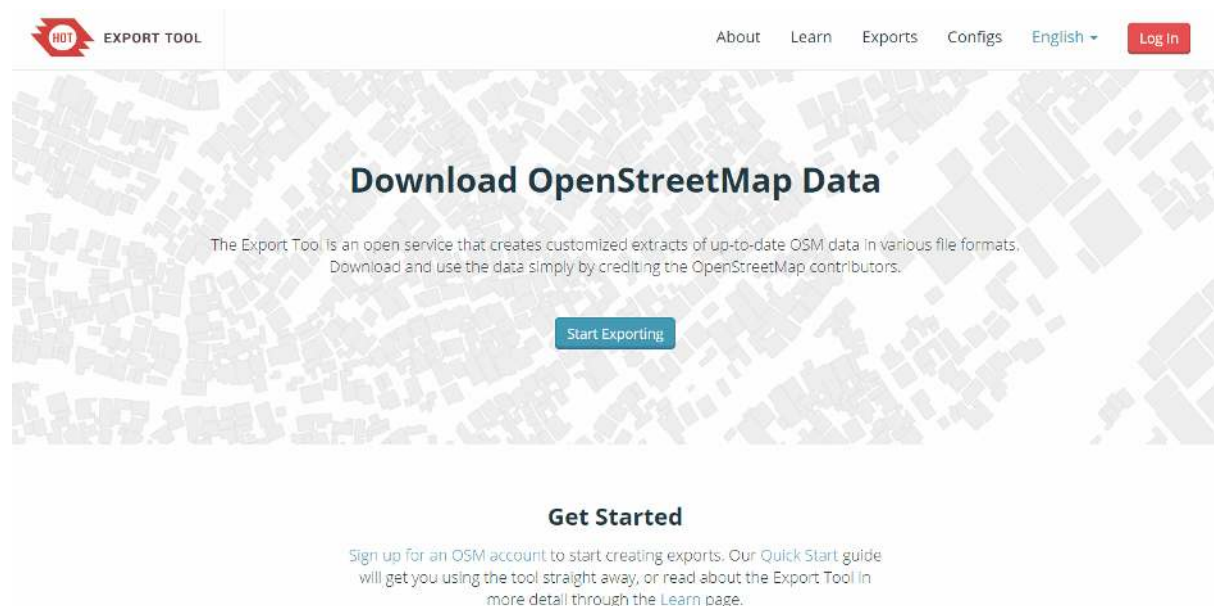 HOT EXPORT TOOL About Learn Exports Configs English Log In
Download OpenStreetMap Data
The Export Tool is an open service that creates customized extracts of up-to-date OSM data in various file formats.
Download and use the data simply by crediting the OpenStreetMap contributors.
Start Exporting
Get Started
Sign up for an OSM account to start creating exports. Our Quick Start guide
will get you using the tool straight away, or read about the Export Tool in
more detail through the Learn page.